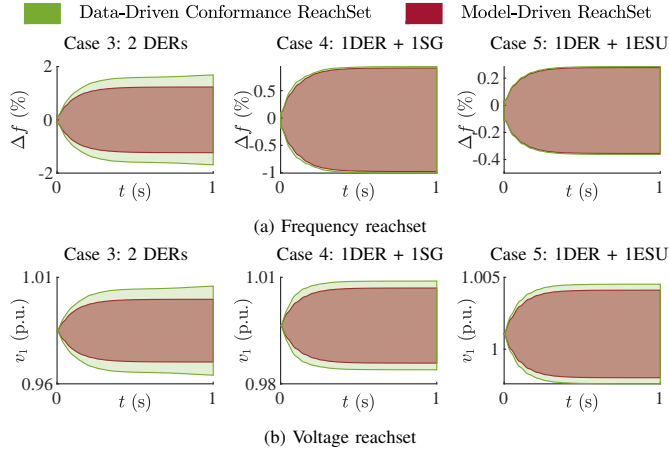 Data-Driven Conformance ReachSet Model-Driven ReachSet
Case 3: 2 DERs Case 4: 1DER + 1SG Case 5: 1DER + 1ESU
Δf (%) 2 0 -2 0 1 t (s)
Δf (%) 0.5 0 -0.5 -1 0 1 t (s)
Δf (%) 0.2 0 -0.2 -0.4 0 1 t (s)
(a) Frequency reachset
Case 3: 2 DERs Case 4: 1DER + 1SG Case 5: 1DER + 1ESU
v₁ (p.u.) 1.01 0.96 0 1 t (s)
v₁ (p.u.) 1.01 0.98 0 1 t (s)
v₁ (p.u.) 1.005 1 0 1 t (s)
(b) Voltage reachset